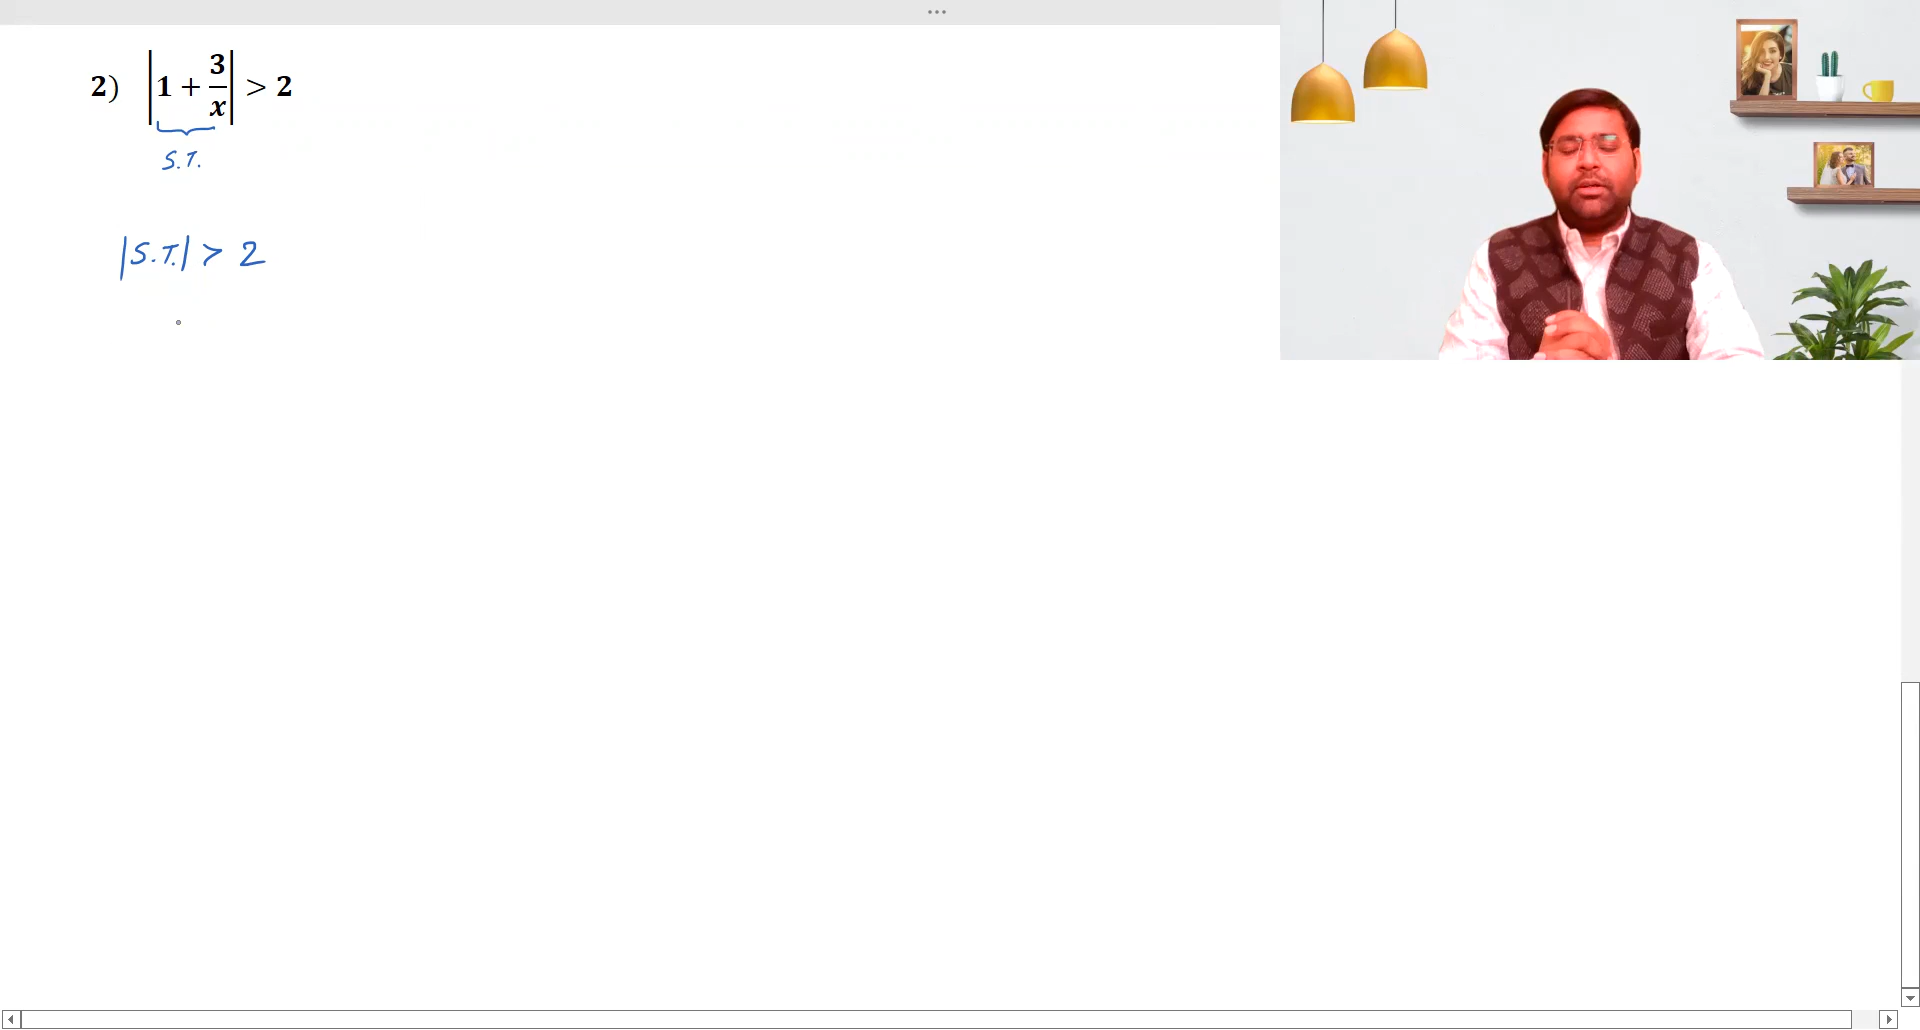 2) |1 + 3/x| > 2
S.T.
|S.T.| > 2